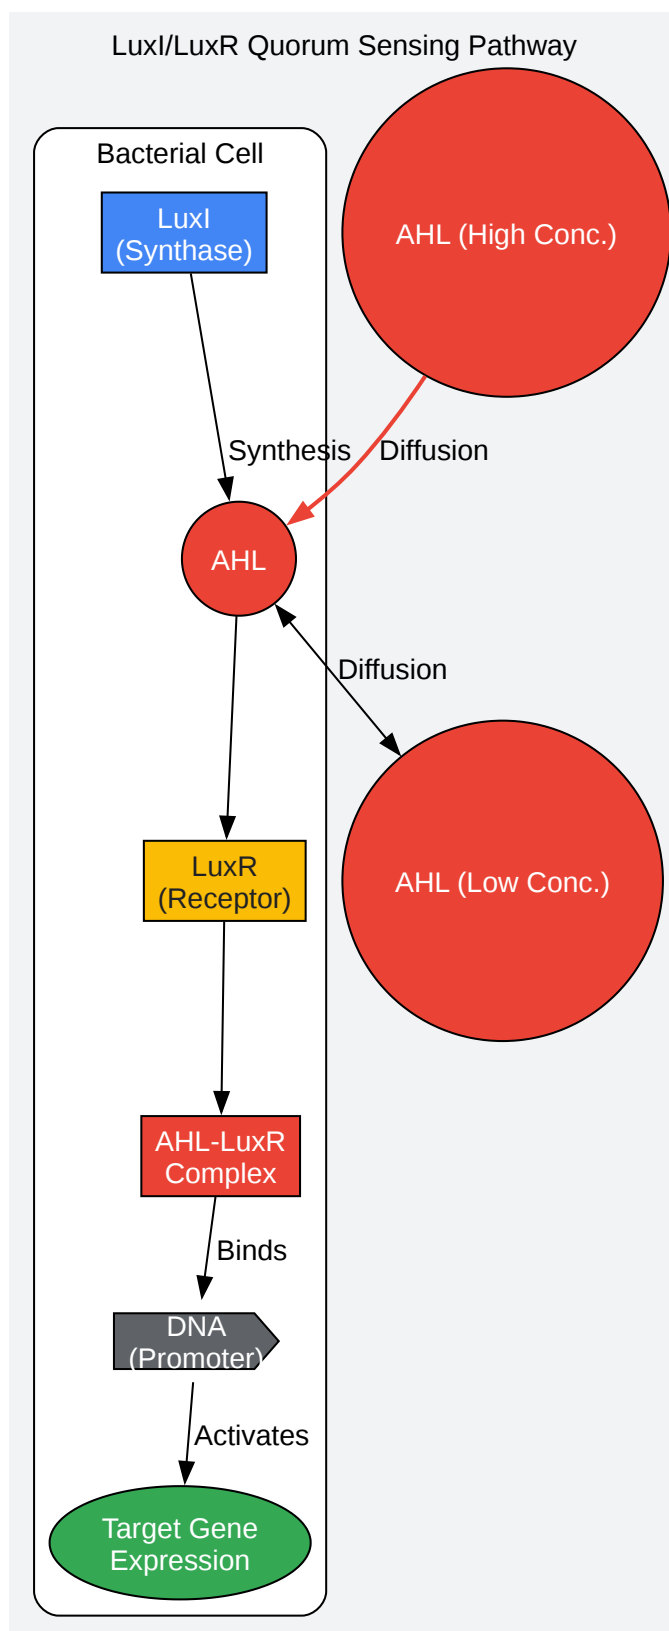 LuxI/LuxR Quorum Sensing Pathway
Bacterial Cell
LuxI
(Synthase)
AHL (High Conc.)
Synthesis
Diffusion
AHL
Diffusion
LuxR
(Receptor)
AHL (Low Conc.)
AHL-LuxR
Complex
Binds
DNA
(Promoter)
Activates
Target Gene
Expression